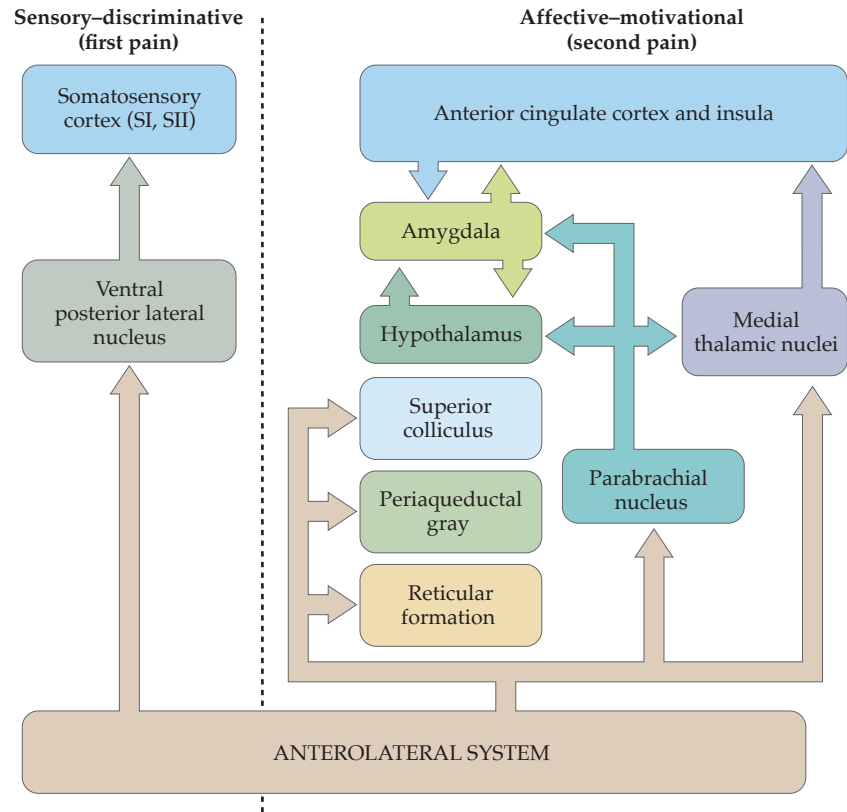 Sensory–discriminative
(first pain)
Affective–motivational
(second pain)
Somatosensory
cortex (SI, SII)
Anterior cingulate cortex and insula
Amygdala
Ventral
posterior lateral
nucleus
Hypothalamus
Medial
thalamic nuclei
Superior
colliculus
Periaqueductal
gray
Parabrachial
nucleus
Reticular
formation
ANTEROLATERAL SYSTEM